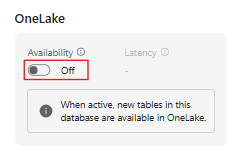 OneLake
Availability Latency
Off -
When active, new tables in this
database are available in OneLake.